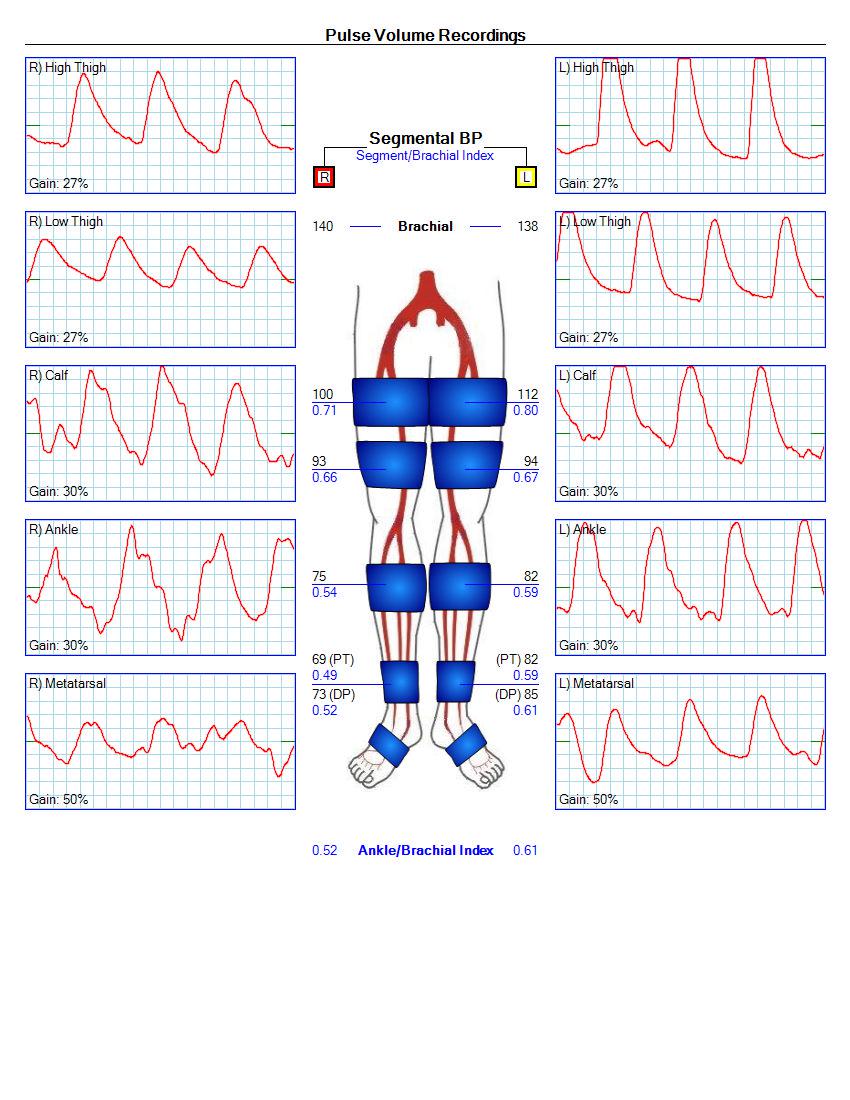 Pulse Volume Recordings
R) High Thigh
Gain: 27%
R) Low Thigh
Gain: 27%
R) Calf
Gain: 30%
R) Ankle
Gain: 30%
R) Metatarsal
Gain: 50%
Segmental BP
Segment/Brachial Index
R
L
140 Brachial 138
100 112
0.71 0.80
93 94
0.66 0.67
75 82
0.54 0.59
69 (PT) (PT) 82
0.49 0.59
73 (DP) (DP) 85
0.52 0.61
0.52 Ankle/Brachial Index 0.61
L) High Thigh
Gain: 27%
L) Low Thigh
Gain: 27%
L) Calf
Gain: 30%
L) Ankle
Gain: 30%
L) Metatarsal
Gain: 50%